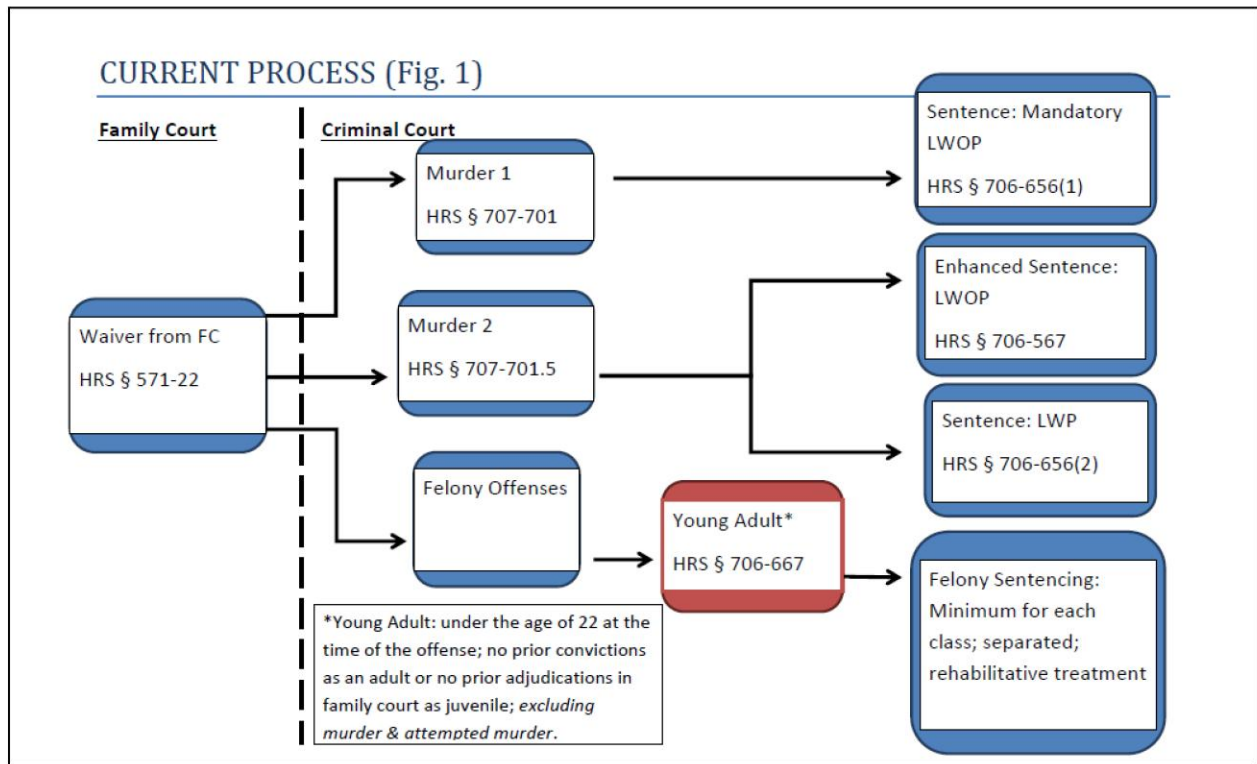 CURRENT PROCESS (Fig. 1)
Family Court
Criminal Court
Waiver from FC
HRS § 571-22
Murder 1
HRS § 707-701
Murder 2
HRS § 707-701.5
Felony Offenses
Young Adult*
HRS § 706-667
Sentence: Mandatory
LWOP
HRS § 706-656(1)
Enhanced Sentence:
LWOP
HRS § 706-567
Sentence: LWP
HRS § 706-656(2)
Felony Sentencing:
Minimum for each
class; separated;
rehabilitative treatment
*Young Adult: under the age of 22 at the
time of the offense; no prior convictions
as an adult or no prior adjudications in
family court as juvenile; excluding
murder & attempted murder.